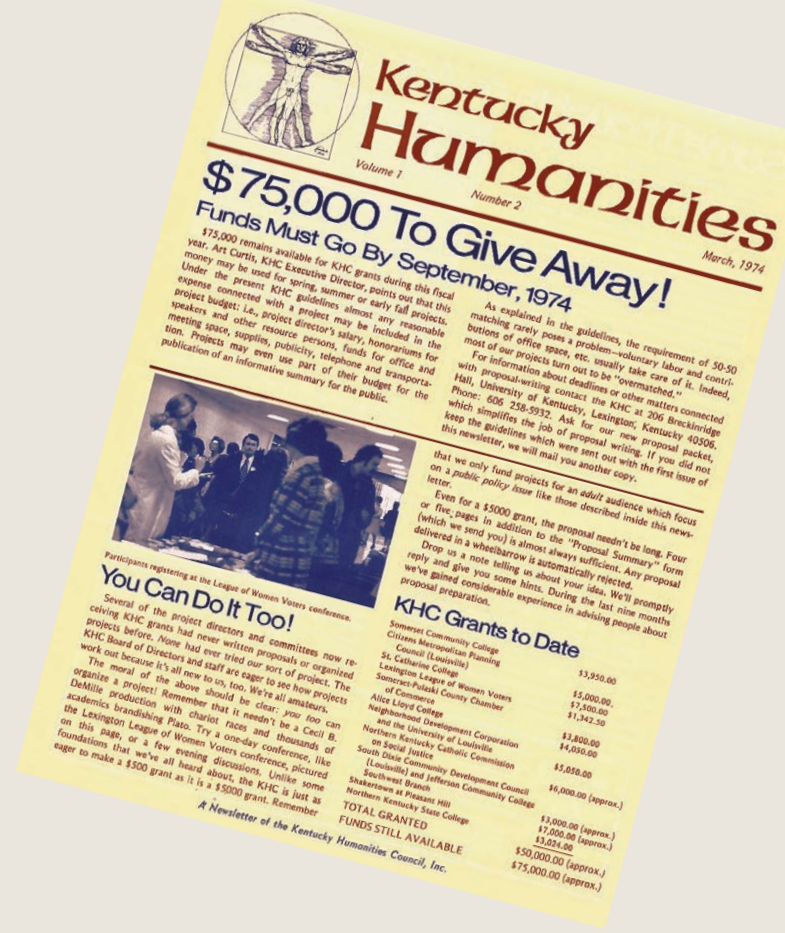 Kentucky
Humanities
Volume 1
Number 2
March, 1974
$75,000 To Give Away!
Funds Must Go By September, 1974
$75,000 remains available for KHC grants during this fiscal
year. Art Curtis, KHC Executive Director, points out that this
money may be used for spring, summer or early fall projects.
Under the present KHC guidelines almost any reasonable
expense connected with a project may be included in the
project budget: i.e., project director's salary, honorariums for
speakers and other resource persons, funds for office and
meeting space, supplies, publicity, telephone and transporta-
tion. Projects may even use part of their budget for the
publication of an informative summary for the public.
As explained in the guidelines, the requirement of 50-50
matching rarely poses a problem—voluntary labor and contri-
butions of office space, etc. usually take care of it. Indeed,
most of our projects turn out to be "overmatched."
For information about deadlines or other matters connected
with proposal-writing contact the KHC at 206 Breckinridge
Hall, University of Kentucky, Lexington, Kentucky 40506.
Phone: 606 258-5932. Ask for our new proposal packet,
which simplifies the job of proposal writing. If you did not
keep the guidelines which were sent out with the first issue of
this newsletter, we will mail you another copy.
Participants registering at the League of Women Voters conference.
You Can Do It Too!
Several of the project directors and committees now re-
ceiving KHC grants had never written proposals or organized
projects before. None had ever tried our sort of project. The
KHC Board of Directors and staff are eager to see how projects
work out because it's all new to us, too. We're all amateurs.
The moral of the above should be clear: you too can
organize a project! Remember that it needn't be a Cecil B.
DeMille production with chariot races and thousands of
academics brandishing Plato. Try a one-day conference, like
the Lexington League of Women Voters conference, pictured
on this page, or a few evening discussions. Unlike some
foundations that we've all heard about, the KHC is just as
eager to make a $500 grant as it is a $5000 grant. Remember
that we only fund projects for an adult audience which focus
on a public policy issue like those described inside this news-
letter.
Even for a $5000 grant, the proposal needn't be long. Four
or five pages in addition to the "Proposal Summary" form
(which we send you) is almost always sufficient. Any proposal
delivered in a wheelbarrow is automatically rejected.
Drop us a note telling us about your idea. We'll promptly
reply and give you some hints. During the last nine months
we've gained considerable experience in advising people about
proposal preparation.
KHC Grants to Date
Somerset Community College $3,950.00
Citizens Metropolitan Planning
Council (Louisville) $5,000.00
St. Catharine College $7,500.00
Lexington League of Women Voters $1,342.50
Somerset-Pulaski County Chamber
of Commerce $3,800.00
Alice Lloyd College $4,050.00
Neighborhood Development Corporation
and the University of Louisville $5,050.00
Northern Kentucky Catholic Commission
on Social Justice $6,000.00 (approx.)
South Dixie Community Development Council
(Louisville) and Jefferson Community College
Southwest Branch $3,000.00 (approx.)
Shakertown at Pleasant Hill $7,000.00 (approx.)
Northern Kentucky State College $3,024.00
TOTAL GRANTED $50,000.00 (approx.)
FUNDS STILL AVAILABLE $75,000.00 (approx.)
A Newsletter of the Kentucky Humanities Council, Inc.